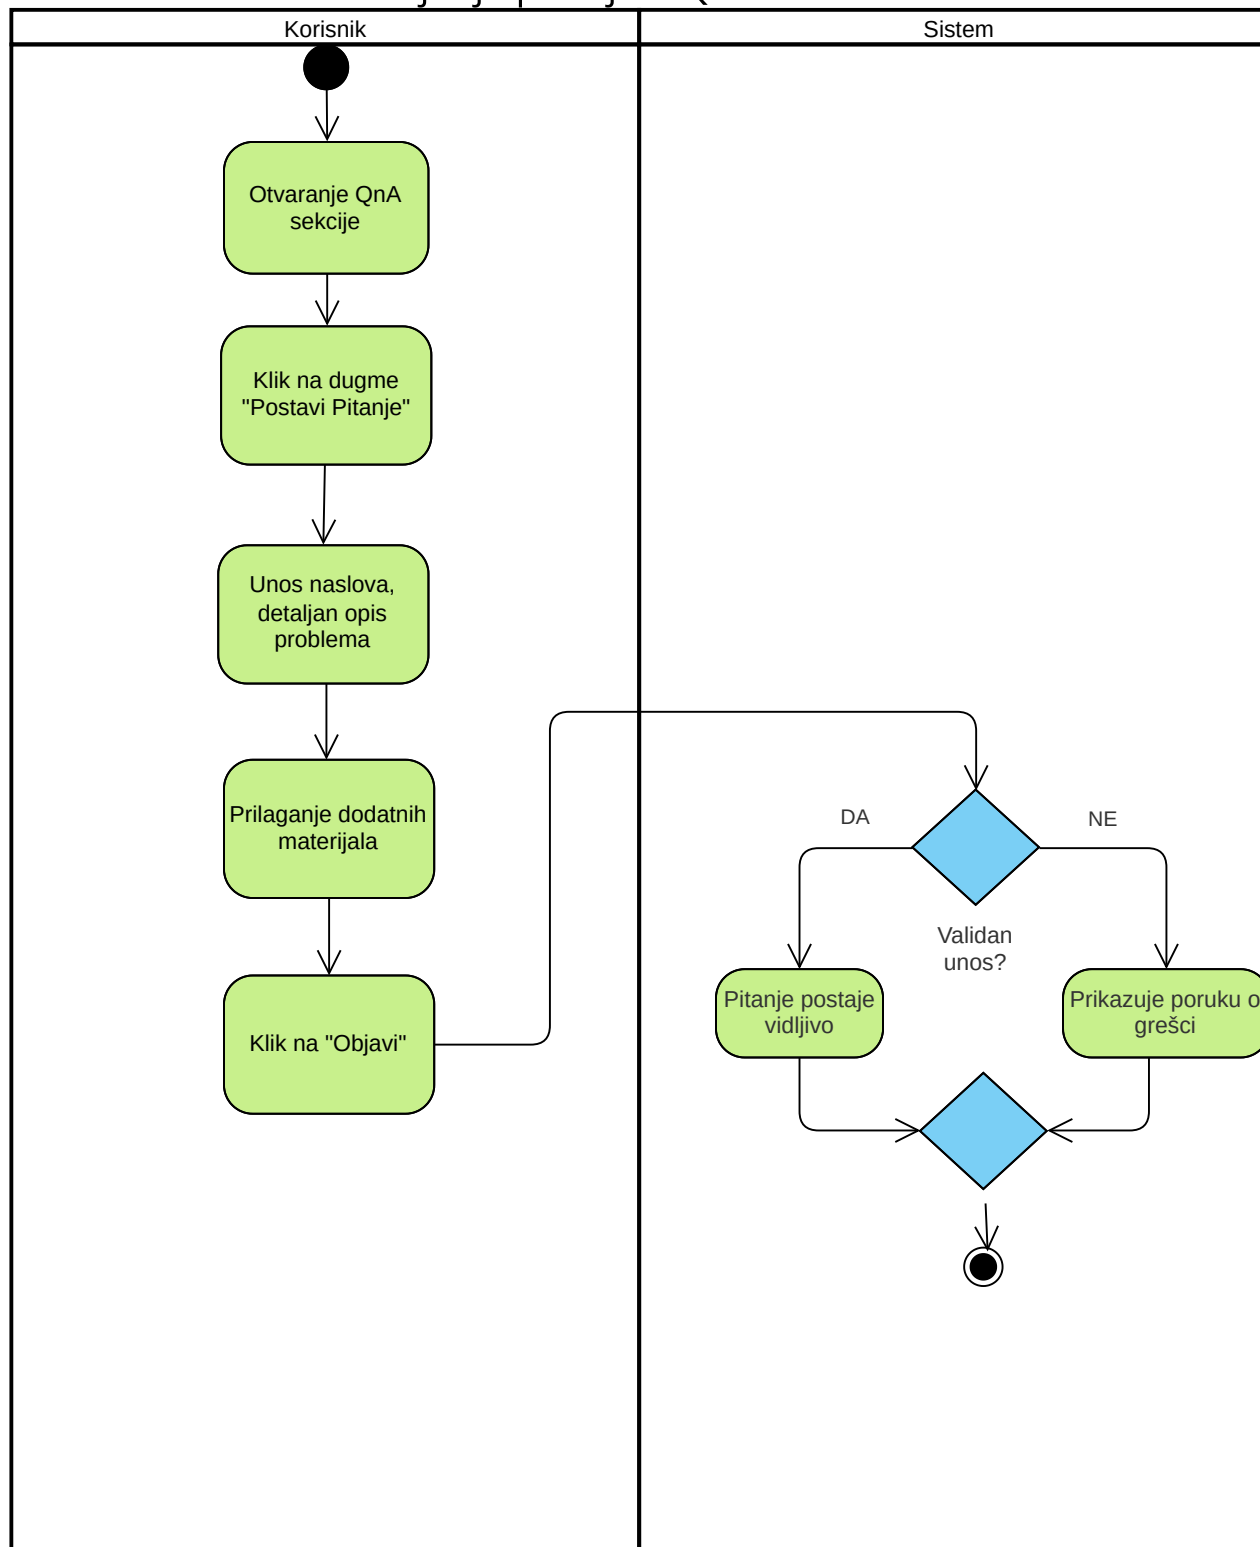 Korisnik
Sistem
Otvaranje QnA
sekcije
Klik na dugme
"Postavi Pitanje"
Unos naslova,
detaljan opis
problema
Prilaganje dodatnih
materijala
Klik na "Objavi"
DA
NE
Validan
unos?
Pitanje postaje
vidljivo
Prikazuje poruku o
grešci